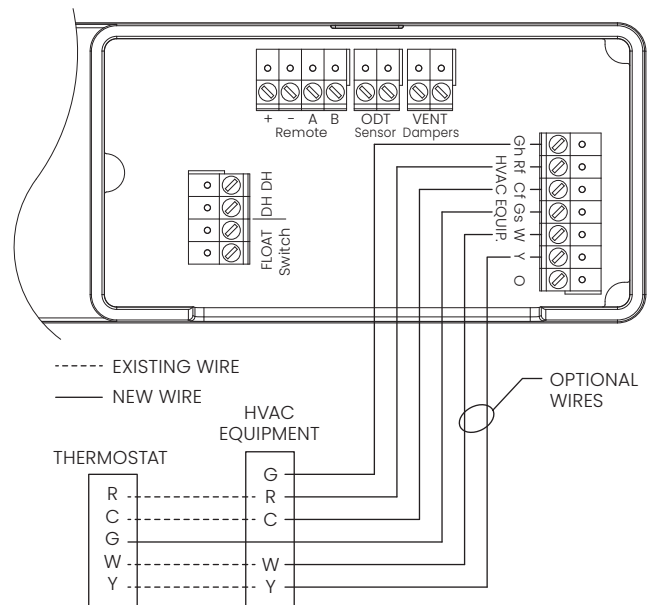 + - A B
Remote
ODT
Sensor
VENT
Dampers
Gh
Rf
Cf
Gs
W
Y
O
HVAC EQUIP.
DH DH
FLOAT
Switch
EXISTING WIRE
NEW WIRE
OPTIONAL
WIRES
HVAC
EQUIPMENT
THERMOSTAT
G
R
C
W
Y
R
C
G
W
Y